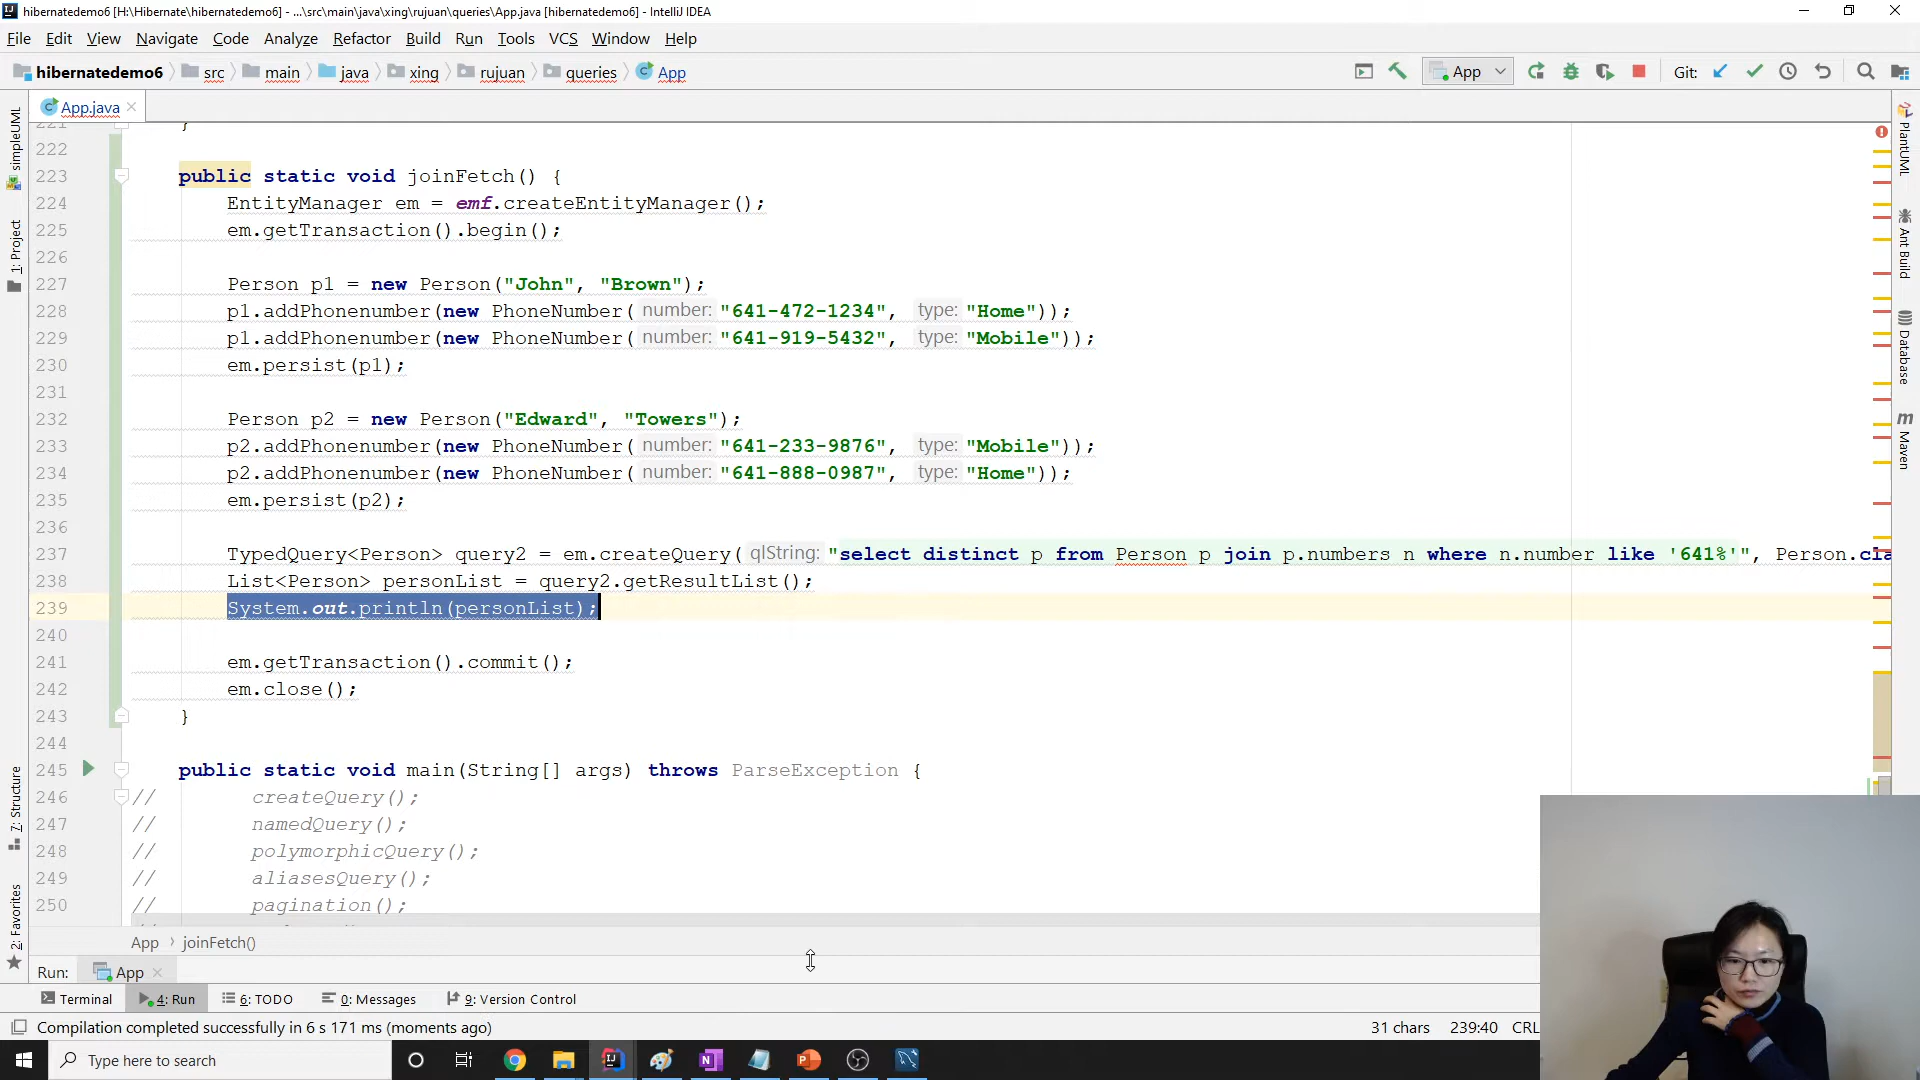 hibernatedemo6 [H:\Hibernate\hibernatedemo6] - ...\src\main\java\xing\rujuan\queries\App.java [hibernatedemo6] - IntelliJ IDEA
File Edit View Navigate Code Analyze Refactor Build Run Tools VCS Window Help
hibernatedemo6 src main java xing rujuan queries App App Git:
App.java
221 }
222
223 public static void joinFetch() {
224 EntityManager em = emf.createEntityManager();
225 em.getTransaction().begin();
226
227 Person p1 = new Person("John", "Brown");
228 p1.addPhonenumber(new PhoneNumber( number: "641-472-1234", type: "Home"));
229 p1.addPhonenumber(new PhoneNumber( number: "641-919-5432", type: "Mobile"));
230 em.persist(p1);
231
232 Person p2 = new Person("Edward", "Towers");
233 p2.addPhonenumber(new PhoneNumber( number: "641-233-9876", type: "Mobile"));
234 p2.addPhonenumber(new PhoneNumber( number: "641-888-0987", type: "Home"));
235 em.persist(p2);
236
237 TypedQuery<Person> query2 = em.createQuery( qlString: "select distinct p from Person p join p.numbers n where n.number like '641%'", Person.cla
238 List<Person> personList = query2.getResultList();
239 System.out.println(personList);
240
241 em.getTransaction().commit();
242 em.close();
243 }
244
245 public static void main(String[] args) throws ParseException {
246 // createQuery();
247 // namedQuery();
248 // polymorphicQuery();
249 // aliasesQuery();
250 // pagination();
App › joinFetch()
Run: App
Terminal 4: Run 6: TODO 0: Messages 9: Version Control
Compilation completed successfully in 6 s 171 ms (moments ago) 31 chars 239:40 CRL
Type here to search
simpleUML
1: Project
7: Structure
2: Favorites
PlantUML
Ant Build
Database
Maven